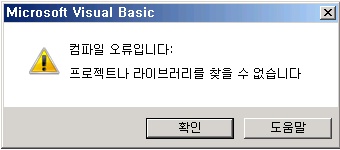 Microsoft Visual Basic
컴파일 오류입니다:
프로젝트나 라이브러리를 찾을 수 없습니다
확인
도움말